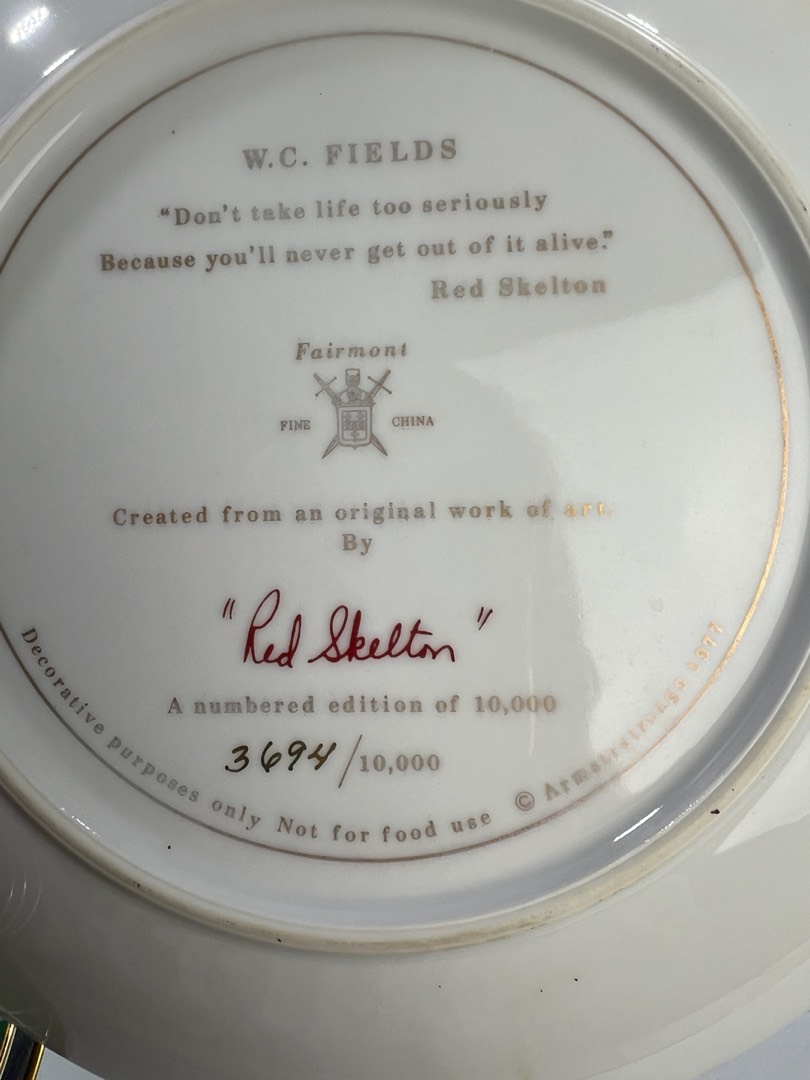 W.C. FIELDS
"Don't take life too seriously
Because you'll never get out of it alive."
Red Skelton
Fairmont
FINE CHINA
Created from an original work of art.
By
"Red Skelton"
A numbered edition of 10,000
3694/10,000
Decorative purposes only Not for food use © Armstrong's 1977